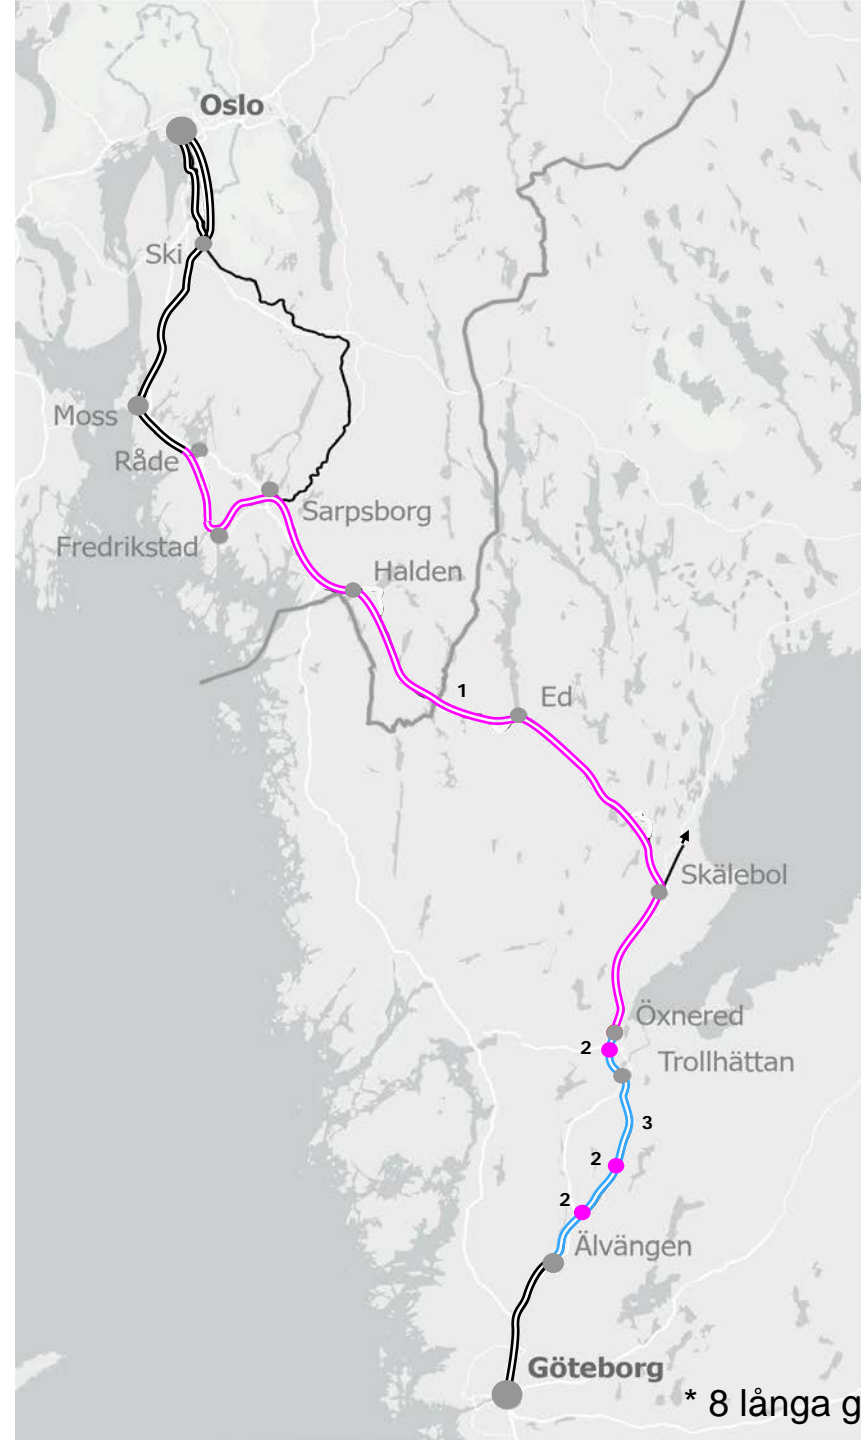 Oslo
Ski
Moss
Råde
Sarpsborg
Fredrikstad
Halden
1
Ed
Skälebol
Öxnered
2
Trollhättan
3
2
2
Älvängen
Göteborg
* 8 långa g